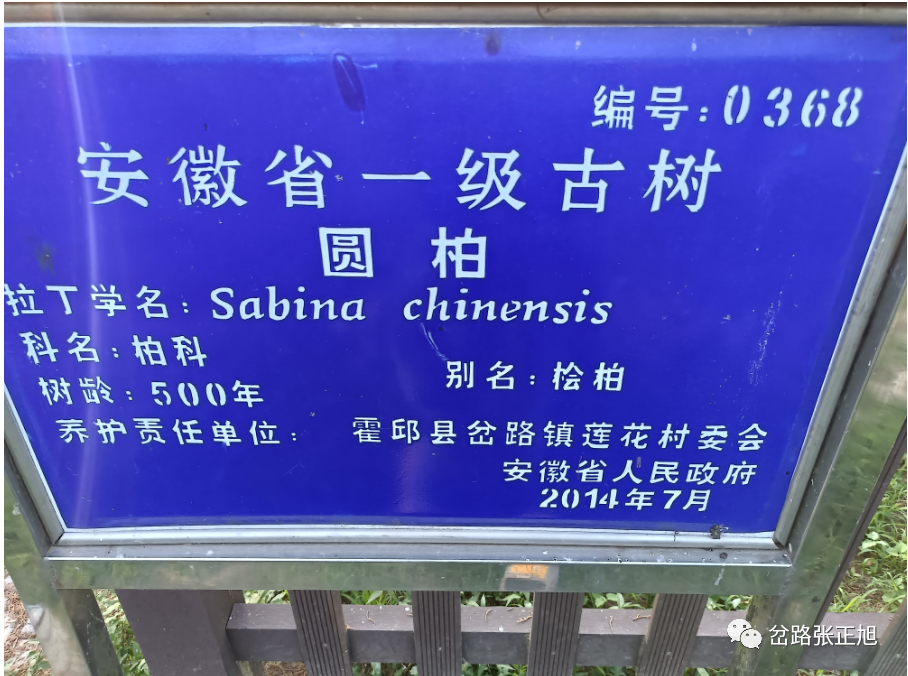 编号:0368
安徽省一级古树
圆柏
拉丁学名:Sabina chinensis
科名:柏科
别名:桧柏
树龄:500年
养护责任单位: 霍邱县岔路镇莲花村委会
安徽省人民政府
2014年7月
岔路张正旭